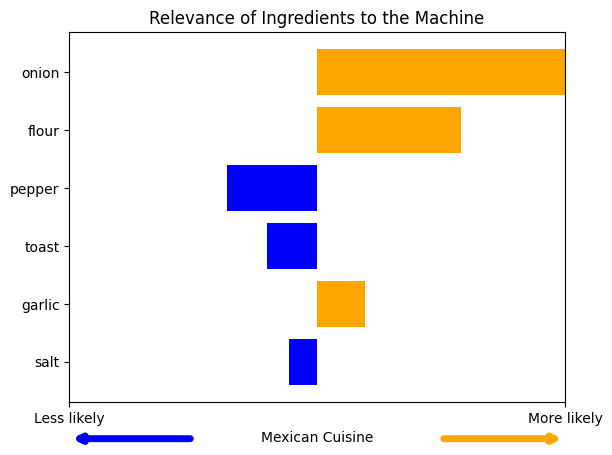 Relevance of Ingredients to the Machine
onion
flour
pepper
toast
garlic
salt
Less likely
More likely
Mexican Cuisine